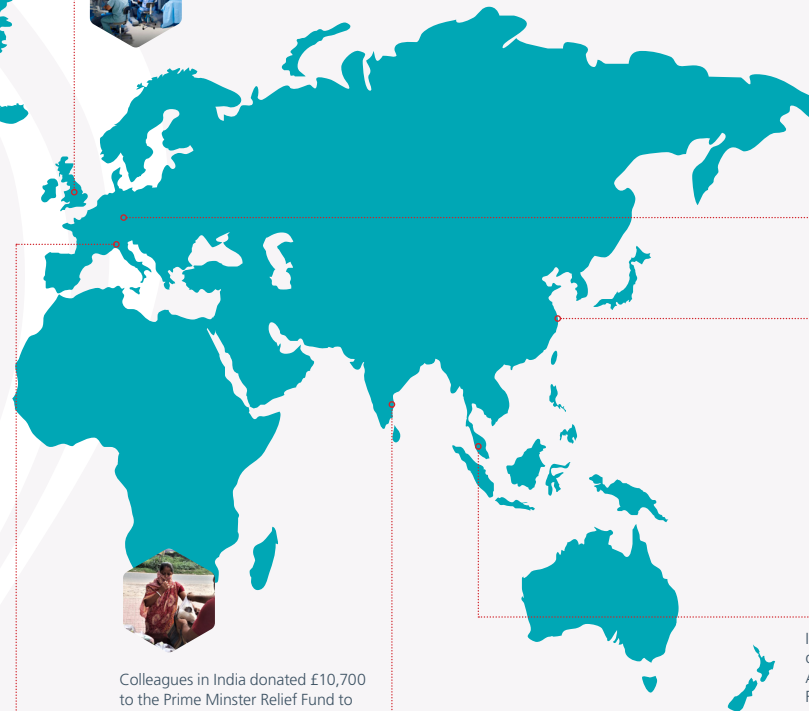 Colleagues in India donated £10,700
to the Prime Minster Relief Fund to